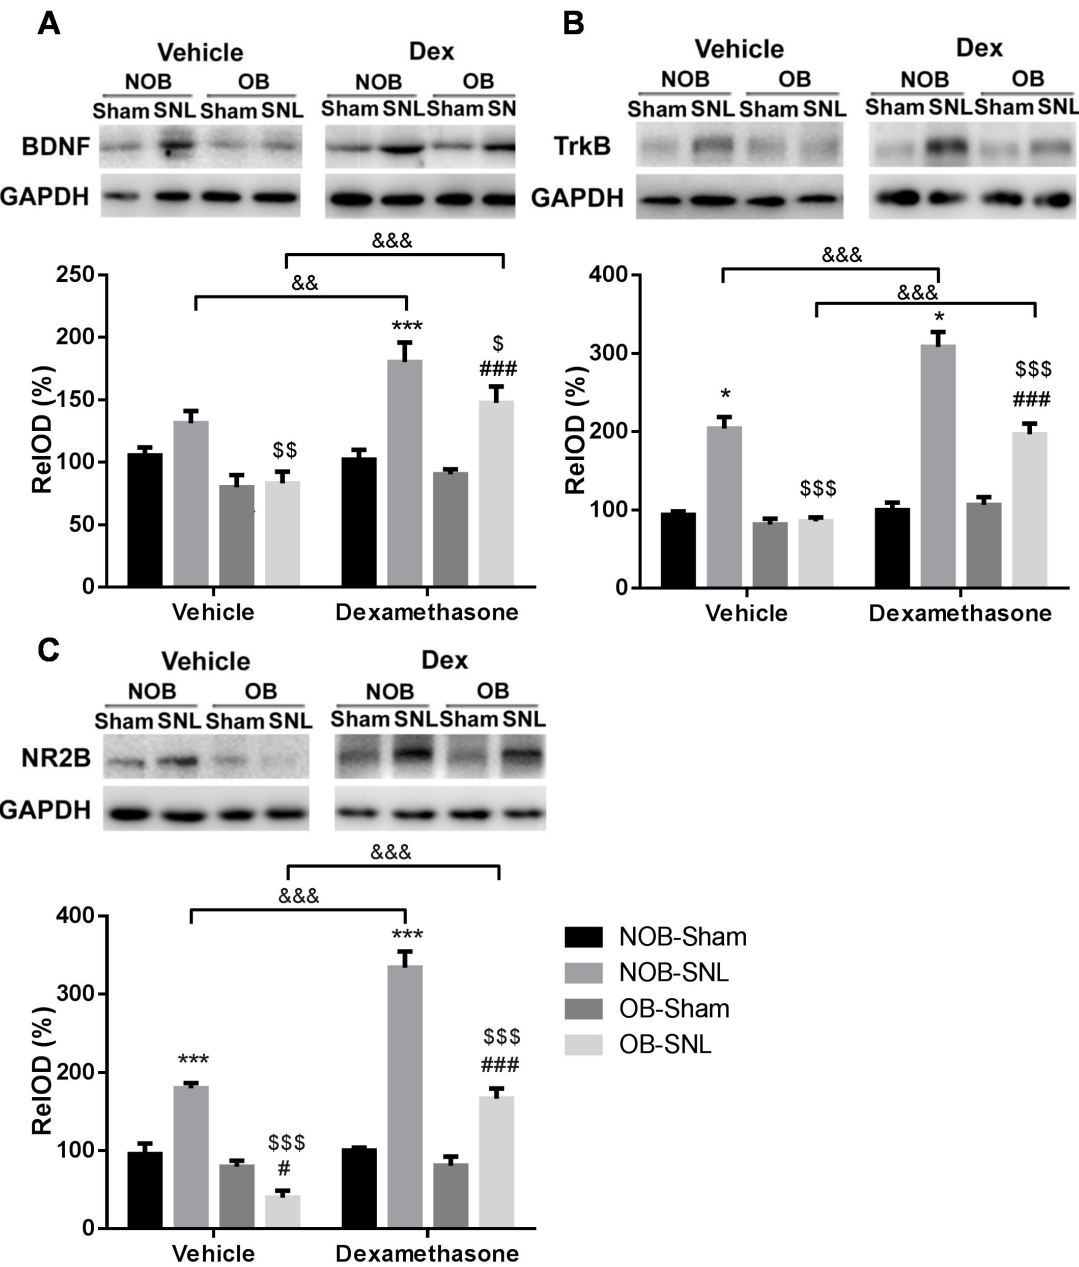 A
Vehicle Dex
NOB OB NOB OB
Sham SNL Sham SNL Sham SNL Sham SN
BDNF
GAPDH
&&&
&&
250
200
150
100
50
0
RelOD (%)
***
$
###
$$
Vehicle Dexamethasone
B
Vehicle Dex
NOB OB NOB OB
Sham SNL Sham SNL Sham SNL Sham SNL
TrkB
GAPDH
&&&
&&&
400
300
200
100
0
RelOD (%)
*
*
$$$
###
$$$
Vehicle Dexamethasone
C
Vehicle Dex
NOB OB NOB OB
Sham SNL Sham SNL Sham SNL Sham SNL
NR2B
GAPDH
&&&
&&&
400
300
200
100
0
RelOD (%)
***
***
$$$
###
$$$
#
Vehicle Dexamethasone
NOB-Sham
NOB-SNL
OB-Sham
OB-SNL